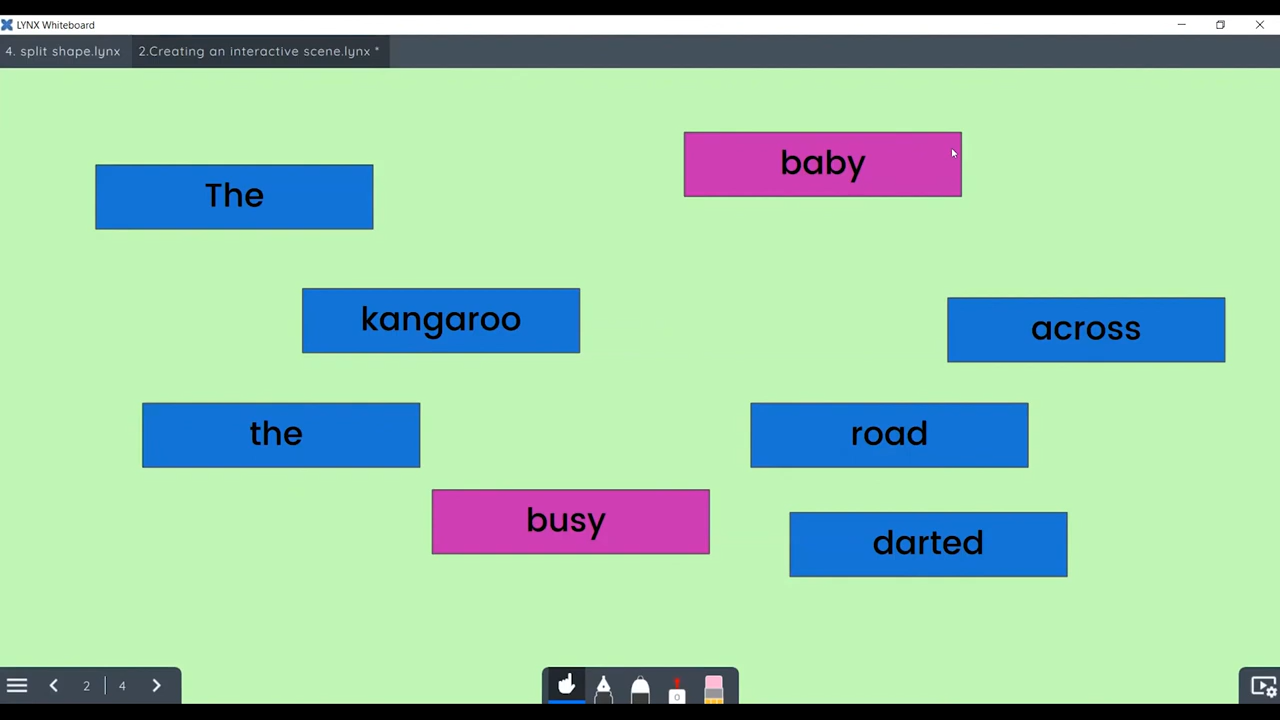 LYNX Whiteboard
4. split shape.lynx
2.Creating an interactive scene.lynx *
baby
The
kangaroo
across
the
road
busy
darted
2
4
0